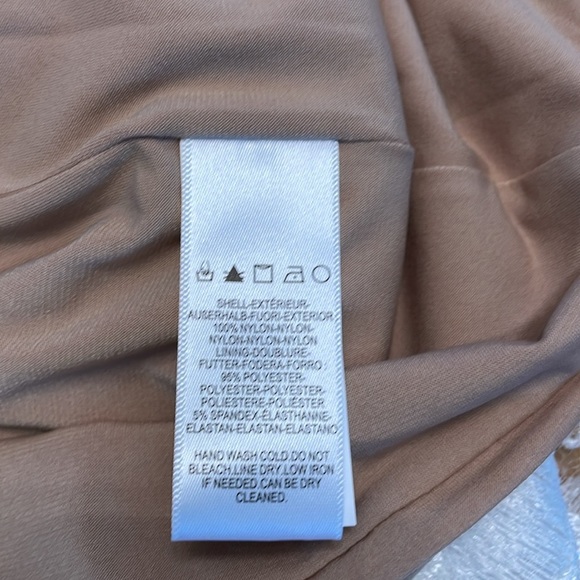 SHELL-EXTÉRIEUR-
AUSERHALB-FUORI-EXTERIOR
100% NYLON-NYLON-
NYLON-NYLON-NYLON
LINING-DOUBLURE-
FUTTER-FODERA-FORRO :
95% POLYESTER-
POLYESTER-POLYESTER-
POLIESTERE-POLIÉSTER
5% SPANDEX-ÉLASTHANNE-
ELASTAN-ELASTAN-ELASTANO
HAND WASH COLD.DO NOT
BLEACH.LINE DRY.LOW IRON
IF NEEDED.CAN BE DRY
CLEANED.